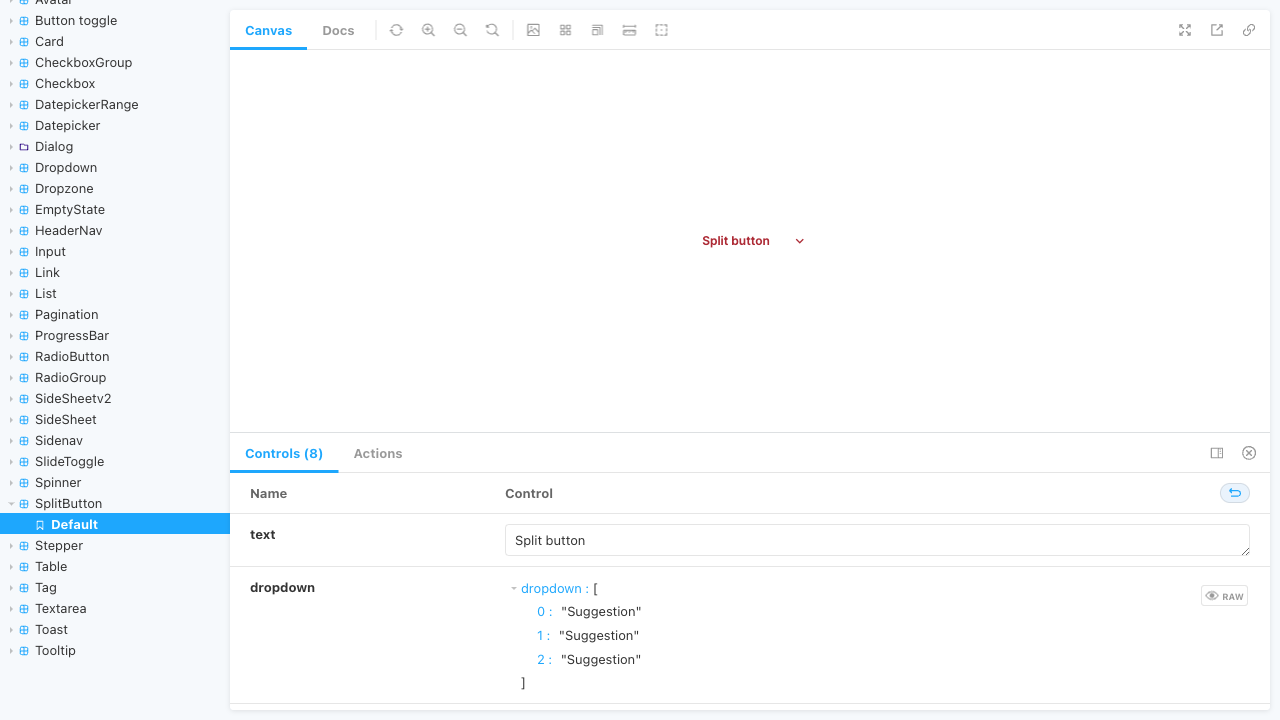 Avatar
Button toggle
Card
CheckboxGroup
Checkbox
DatepickerRange
Datepicker
Dialog
Dropdown
Dropzone
EmptyState
HeaderNav
Input
Link
List
Pagination
ProgressBar
RadioButton
RadioGroup
SideSheetv2
SideSheet
Sidenav
SlideToggle
Spinner
SplitButton
Default
Stepper
Table
Tag
Textarea
Toast
Tooltip
Canvas
Docs
Split button
Controls (8)
Actions
Name
Control
text
Split button
dropdown
dropdown : [
0 : "Suggestion"
1 : "Suggestion"
2 : "Suggestion"
]
RAW